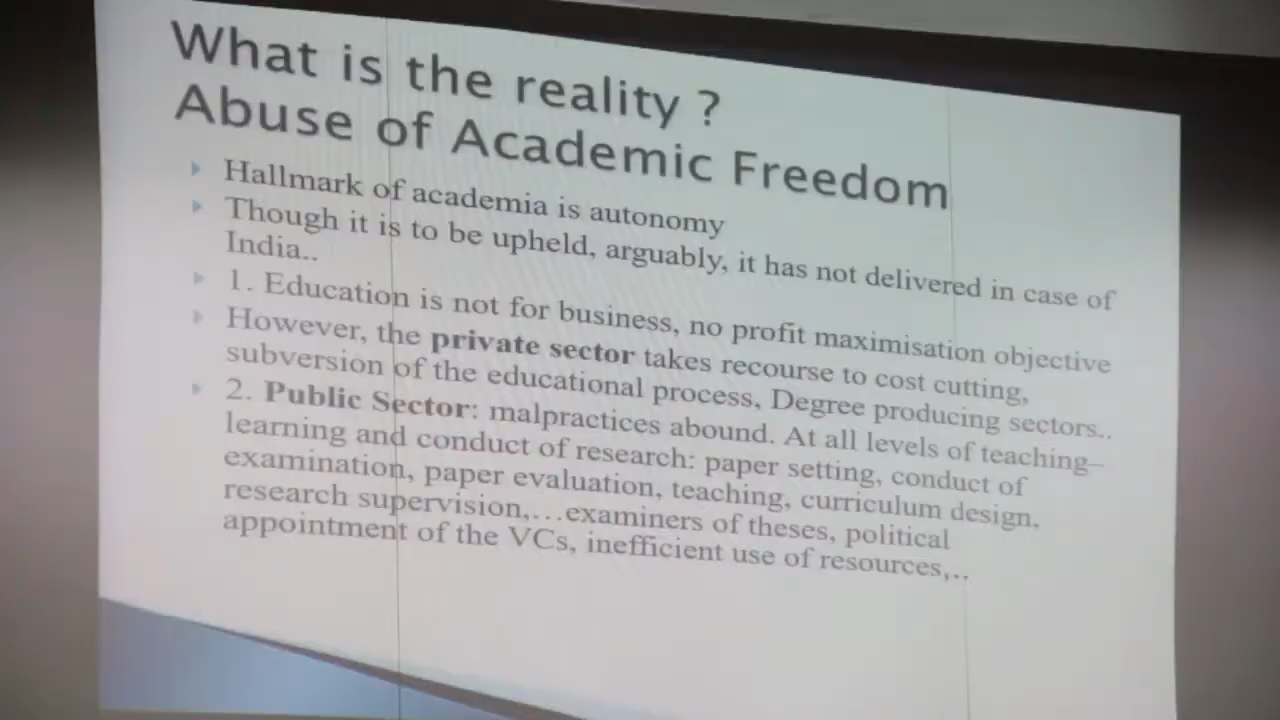 What is the reality ?
Abuse of Academic Freedom
Hallmark of academia is autonomy
Though it is to be upheld, arguably, it has not delivered in case of
India..
1. Education is not for business, no profit maximisation objective
However, the private sector takes recourse to cost cutting,
subversion of the educational process, Degree producing sectors..
2. Public Sector: malpractices abound. At all levels of teaching–
learning and conduct of research: paper setting, conduct of
examination, paper evaluation, teaching, curriculum design,
research supervision,…examiners of theses, political
appointment of the VCs, inefficient use of resources,..